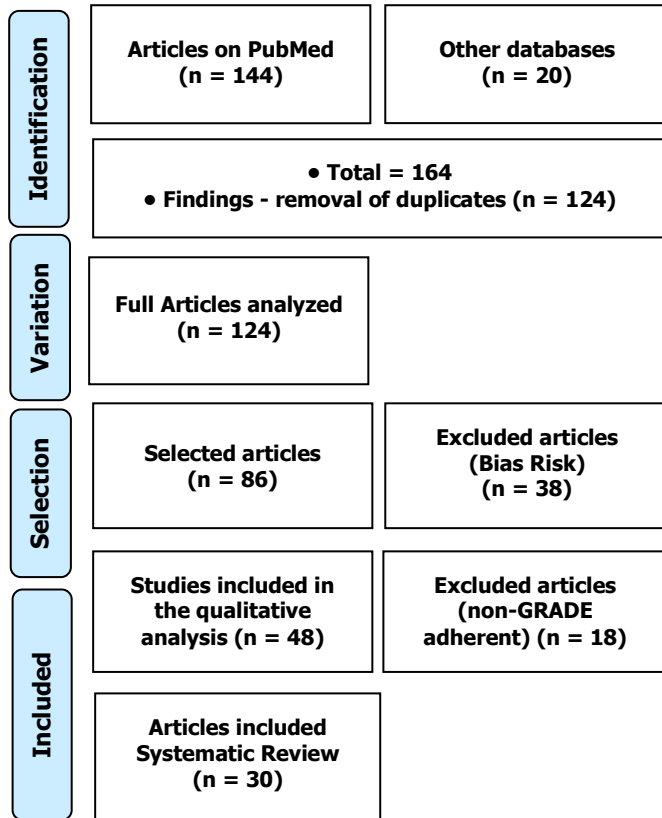 Identification
Articles on PubMed
(n = 144)
Other databases
(n = 20)
• Total = 164
• Findings - removal of duplicates (n = 124)
Variation
Full Articles analyzed
(n = 124)
Selection
Selected articles
(n = 86)
Excluded articles
(Bias Risk)
(n = 38)
Included
Studies included in
the qualitative
analysis (n = 48)
Excluded articles
(non-GRADE
adherent) (n = 18)
Articles included
Systematic Review
(n = 30)